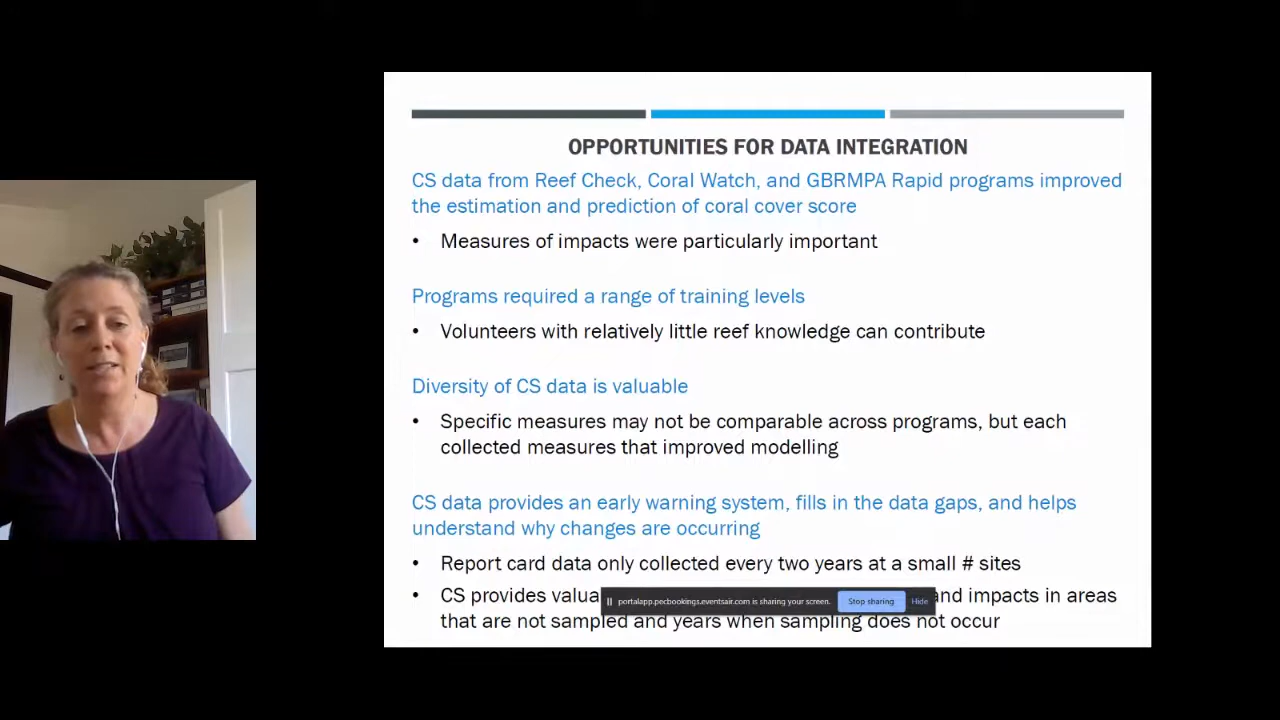 OPPORTUNITIES FOR DATA INTEGRATION
CS data from Reef Check, Coral Watch, and GBRMPA Rapid programs improved
the estimation and prediction of coral cover score
• Measures of impacts were particularly important
Programs required a range of training levels
• Volunteers with relatively little reef knowledge can contribute
Diversity of CS data is valuable
• Specific measures may not be comparable across programs, but each
collected measures that improved modelling
CS data provides an early warning system, fills in the data gaps, and helps
understand why changes are occurring
• Report card data only collected every two years at a small # sites
• CS provides and impacts in areas
portalapp.pecbookings.eventsair.com is sharing your screen. Stop sharing Hide
that are not sampled and years when sampling does not occur